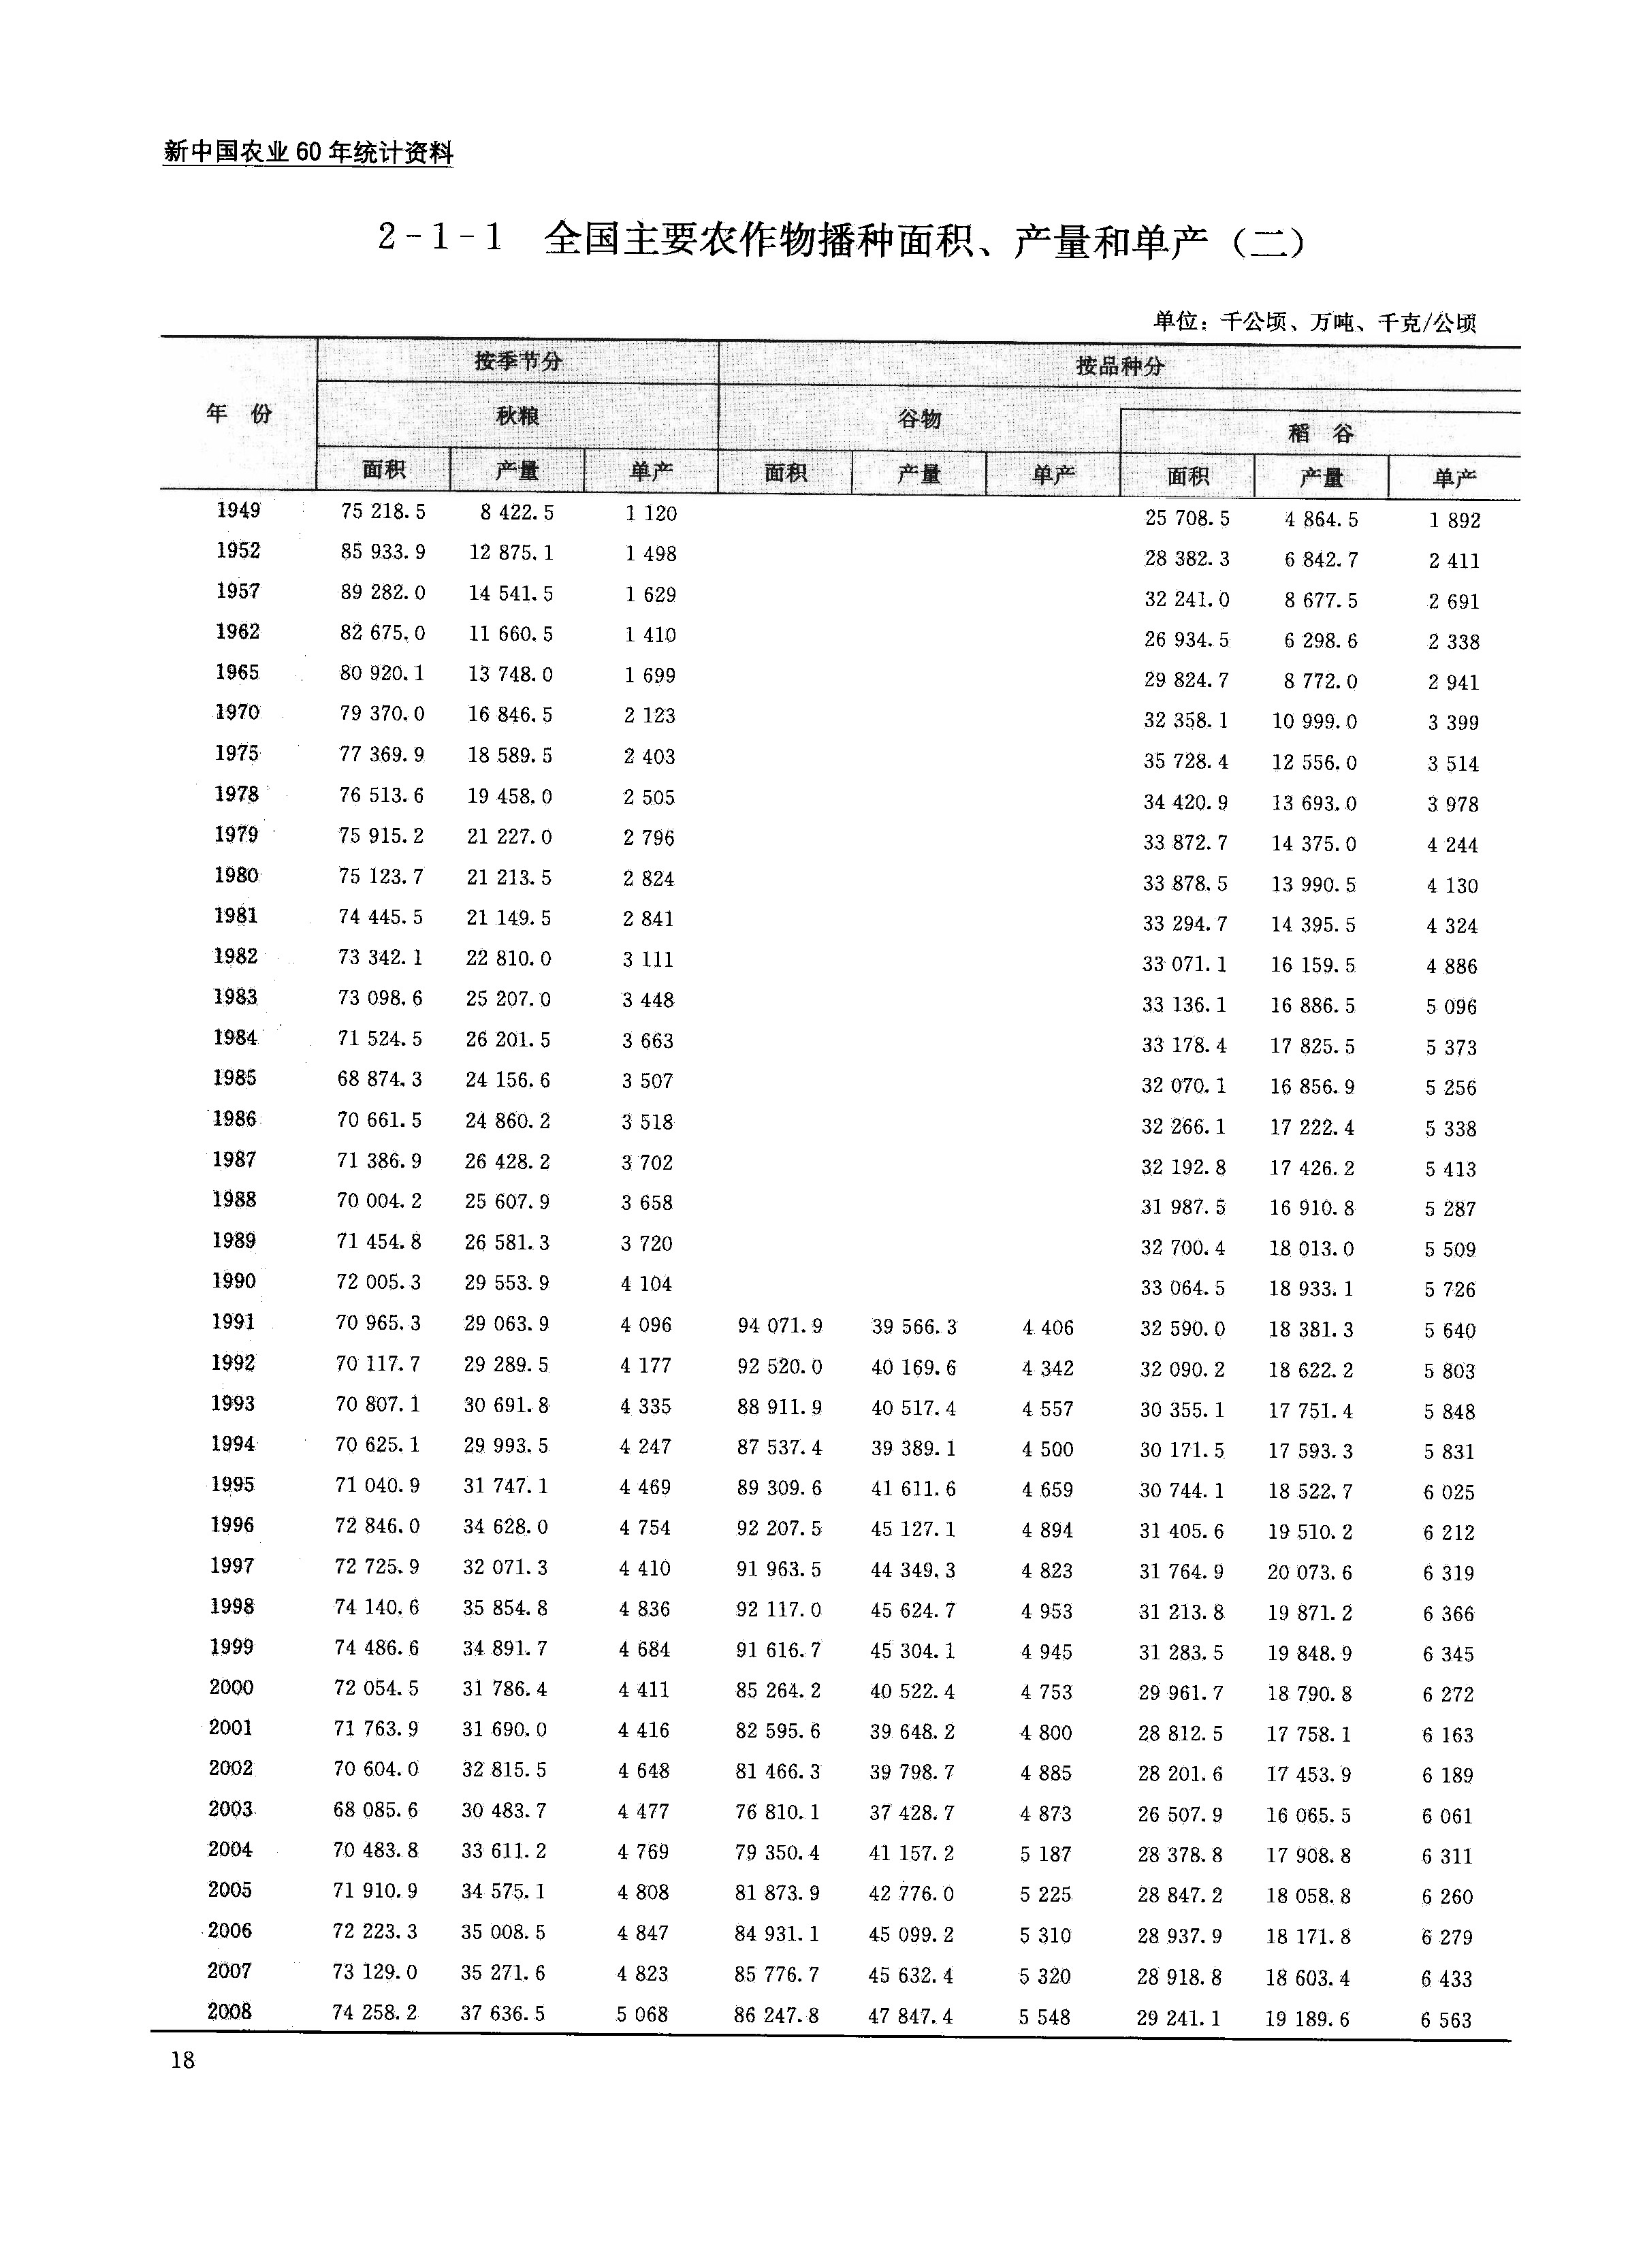 新中国农业 60 年统计资料
2-1-1 全国主要农作物播种面积、产量和单产（二）
单位：千公顷、万吨、千克/公顷
年 份 按季节分 按品种分
秋粮 谷物
稻 谷
面积 产量 单产 面积 产量 单产 面积 产量 单产
1949 75 218.5 8 422.5 1 120 25 708.5 4 864.5 1 892
1952 85 933.9 12 875.1 1 498 28 382.3 6 842.7 2 411
1957 89 282.0 14 541.5 1 629 32 241.0 8 677.5 2 691
1962 82 675.0 11 660.5 1 410 26 934.5 6 298.6 2 338
1965 80 920.1 13 748.0 1 699 29 824.7 8 772.0 2 941
1970 79 370.0 16 846.5 2 123 32 358.1 10 999.0 3 399
1975 77 369.9 18 589.5 2 403 35 728.4 12 556.0 3 514
1978 76 513.6 19 458.0 2 505 34 420.9 13 693.0 3 978
1979 75 915.2 21 227.0 2 796 33 872.7 14 375.0 4 244
1980 75 123.7 21 213.5 2 824 33 878.5 13 990.5 4 130
1981 74 445.5 21 149.5 2 841 33 294.7 14 395.5 4 324
1982 73 342.1 22 810.0 3 111 33 071.1 16 159.5 4 886
1983 73 098.6 25 207.0 3 448 33 136.1 16 886.5 5 096
1984 71 524.5 26 201.5 3 663 33 178.4 17 825.5 5 373
1985 68 874.3 24 156.6 3 507 32 070.1 16 856.9 5 256
1986 70 661.5 24 860.2 3 518 32 266.1 17 222.4 5 338
1987 71 386.9 26 428.2 3 702 32 192.8 17 426.2 5 413
1988 70 004.2 25 607.9 3 658 31 987.5 16 910.8 5 287
1989 71 454.8 26 581.3 3 720 32 700.4 18 013.0 5 509
1990 72 005.3 29 553.9 4 104 33 064.5 18 933.1 5 726
1991 70 965.3 29 063.9 4 096 94 071.9 39 566.3 4 406 32 590.0 18 381.3 5 640
1992 70 117.7 29 289.5 4 177 92 520.0 40 169.6 4 342 32 090.2 18 622.2 5 803
1993 70 807.1 30 691.8 4 335 88 911.9 40 517.4 4 557 30 355.1 17 751.4 5 848
1994 70 625.1 29 993.5 4 247 87 537.4 39 389.1 4 500 30 171.5 17 593.3 5 831
1995 71 040.9 31 747.1 4 469 89 309.6 41 611.6 4 659 30 744.1 18 522.7 6 025
1996 72 846.0 34 628.0 4 754 92 207.5 45 127.1 4 894 31 405.6 19 510.2 6 212
1997 72 725.9 32 071.3 4 410 91 963.5 44 349.3 4 823 31 764.9 20 073.6 6 319
1998 74 140.6 35 854.8 4 836 92 117.0 45 624.7 4 953 31 213.8 19 871.2 6 366
1999 74 486.6 34 891.7 4 684 91 616.7 45 304.1 4 945 31 283.5 19 848.9 6 345
2000 72 054.5 31 786.4 4 411 85 264.2 40 522.4 4 753 29 961.7 18 790.8 6 272
2001 71 763.9 31 690.0 4 416 82 595.6 39 648.2 4 800 28 812.5 17 758.1 6 163
2002 70 604.0 32 815.5 4 648 81 466.3 39 798.7 4 885 28 201.6 17 453.9 6 189
2003 68 085.6 30 483.7 4 477 76 810.1 37 428.7 4 873 26 507.9 16 065.5 6 061
2004 70 483.8 33 611.2 4 769 79 350.4 41 157.2 5 187 28 378.8 17 908.8 6 311
2005 71 910.9 34 575.1 4 808 81 873.9 42 776.0 5 225 28 847.2 18 058.8 6 260
2006 72 223.3 35 008.5 4 847 84 931.1 45 099.2 5 310 28 937.9 18 171.8 6 279
2007 73 129.0 35 271.6 4 823 85 776.7 45 632.4 5 320 28 918.8 18 603.4 6 433
2008 74 258.2 37 636.5 5 068 86 247.8 47 847.4 5 548 29 241.1 19 189.6 6 563
18